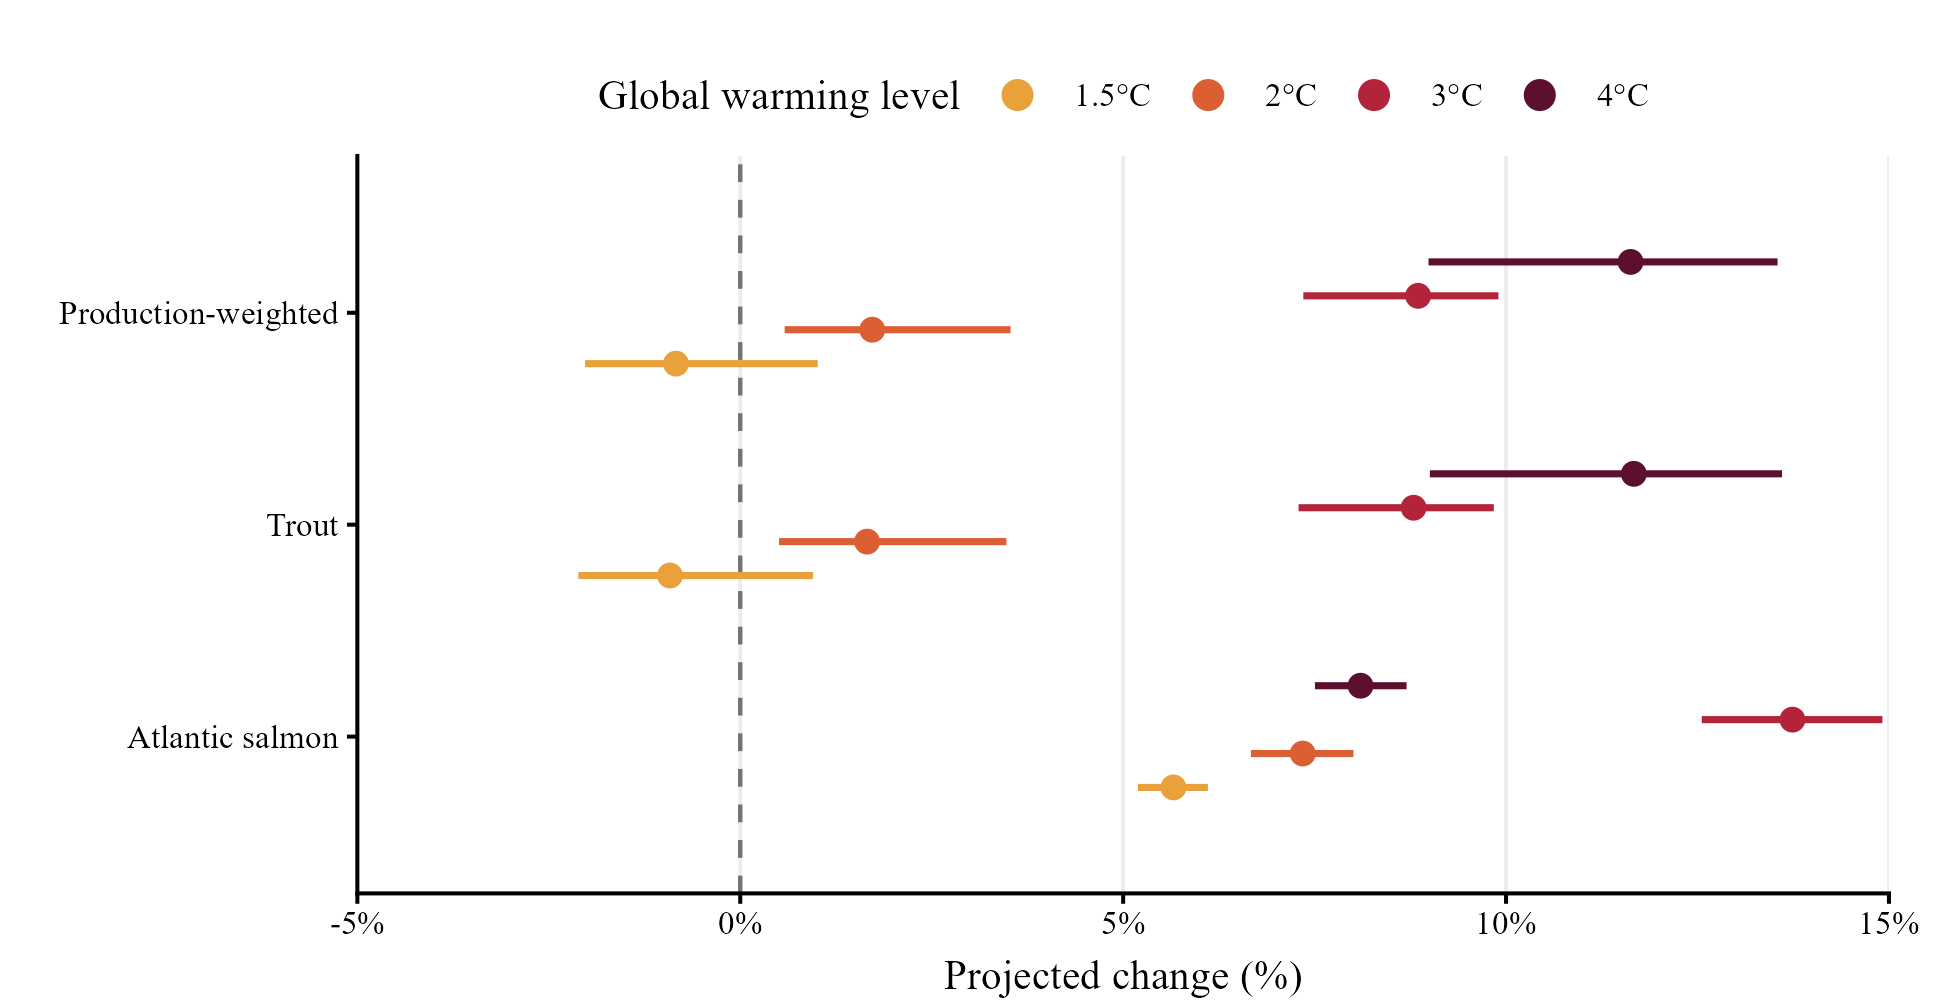 Global warming level 1.5°C 2°C 3°C 4°C
Production-weighted
Trout
Atlantic salmon
-5% 0% 5% 10% 15%
Projected change (%)